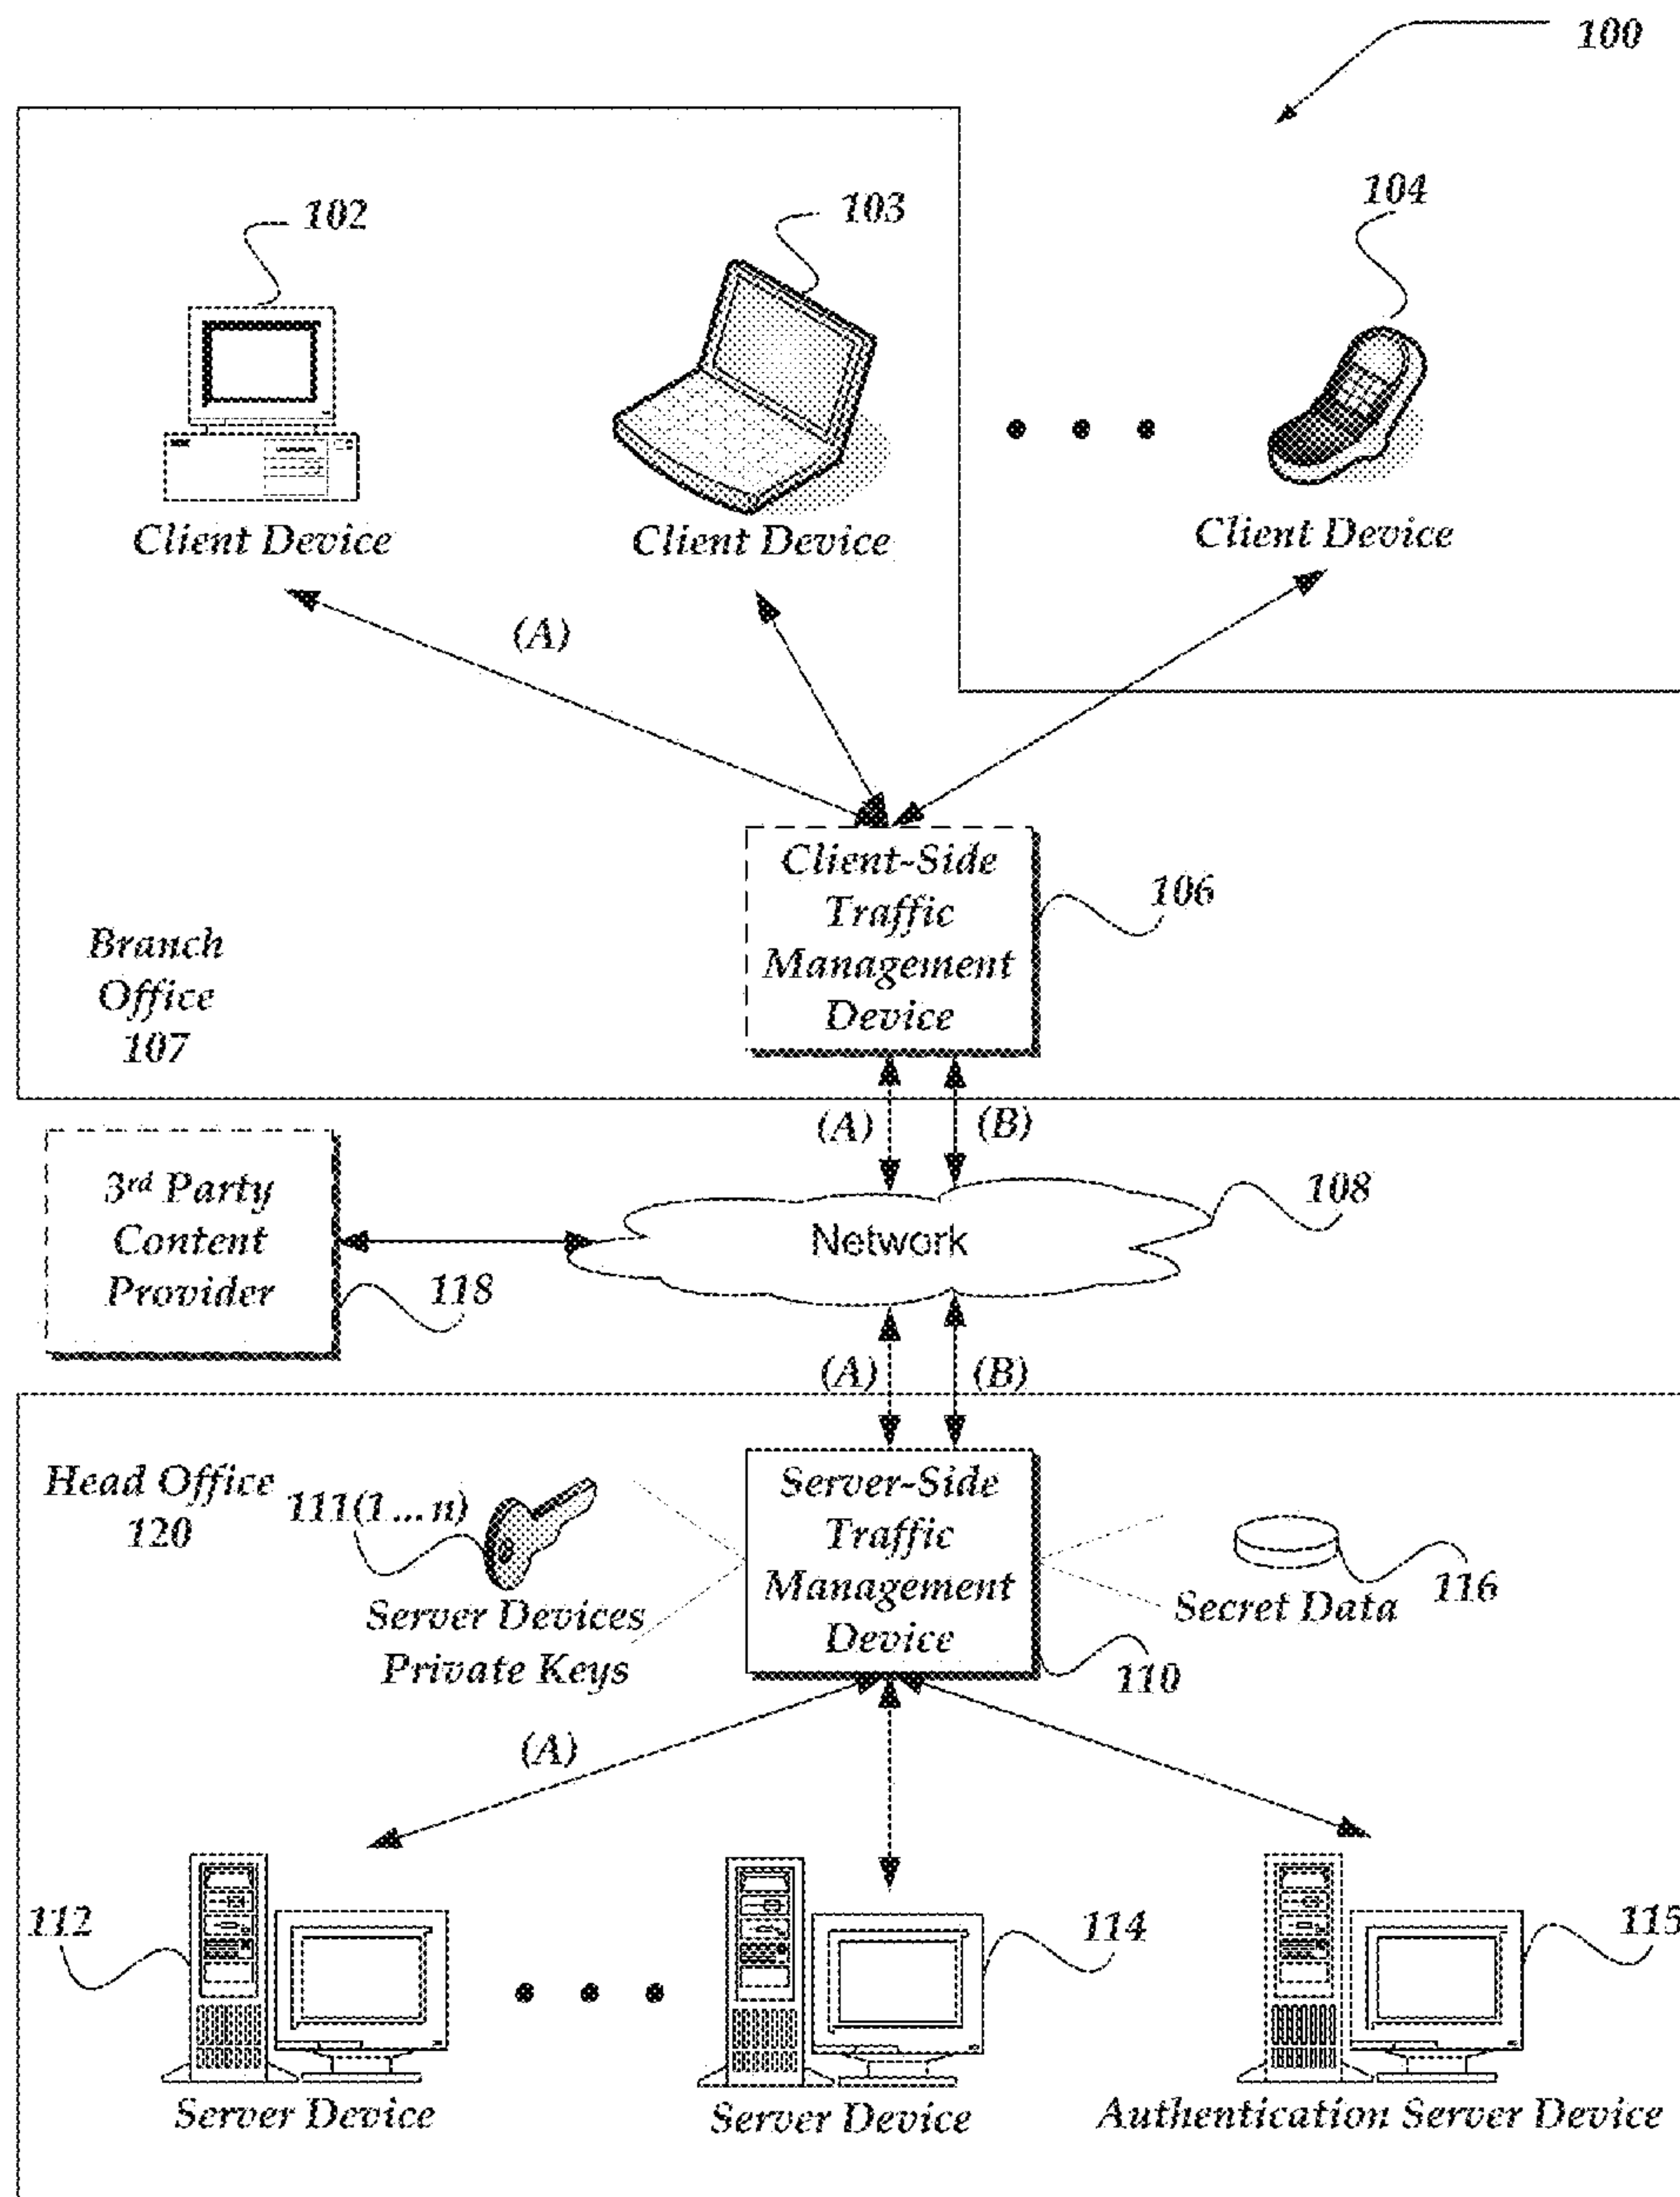 100
102
103
104
Client Device
Client Device
Client Device
(A)
Client-Side
Traffic
Management
Device
106
Branch
Office
107
(A)
(B)
3rd Party
Content
Provider
118
Network
108
(A)
(B)
Head Office
120
111(1...n)
Server Devices
Private Keys
Server-Side
Traffic
Management
Device
110
Secret Data
116
(A)
112
114
115
Server Device
Server Device
Authentication Server Device